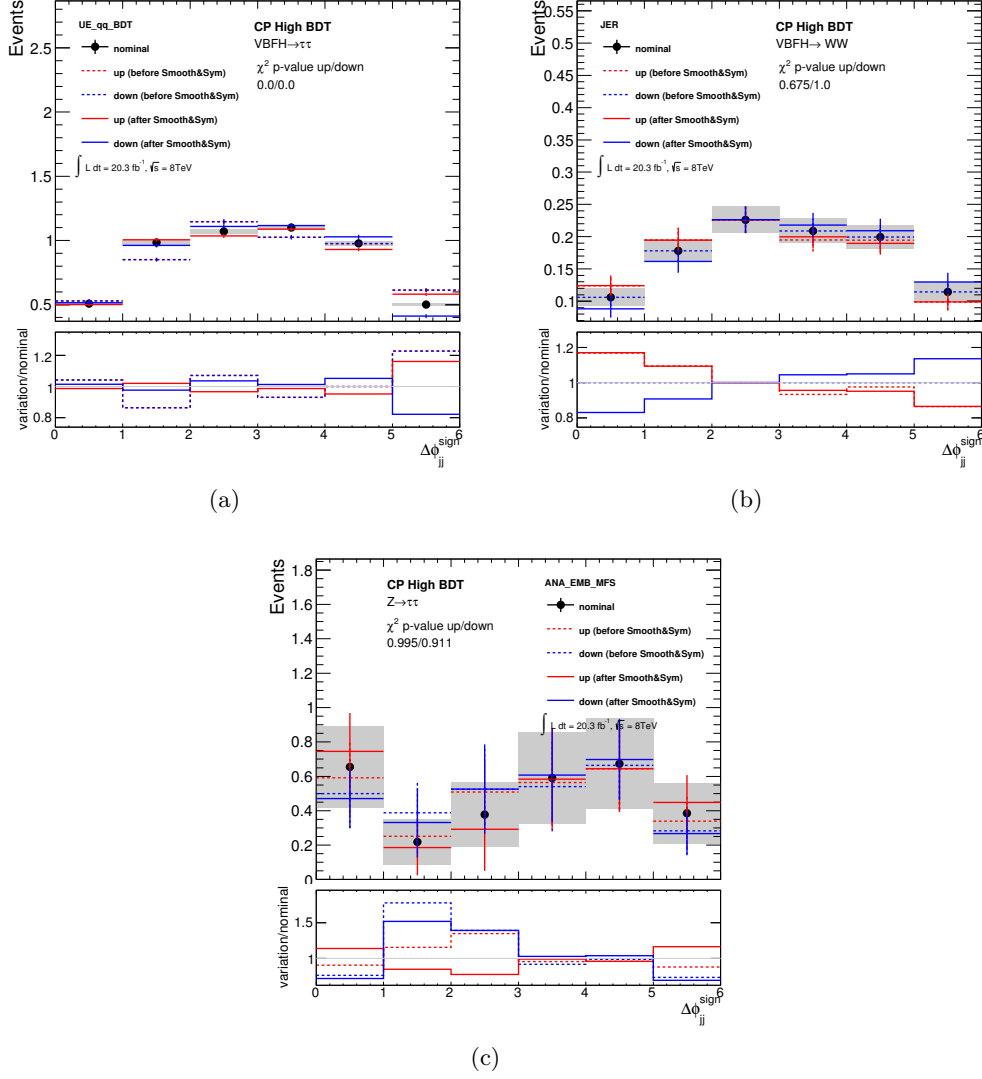 Events
2.5
2
1.5
1
0.5
UE_qq_BDT
nominal
up (before Smooth&Sym)
down (before Smooth&Sym)
up (after Smooth&Sym)
down (after Smooth&Sym)
∫ L dt = 20.3 fb⁻¹, √s = 8TeV
CP High BDT
VBFH→ττ
χ² p-value up/down
0.0/0.0
variation/nominal
1.2
1
0.8
0 1 2 3 4 5 6
Δϕ_jj^sign
(a)
Events
0.55
0.5
0.45
0.4
0.35
0.3
0.25
0.2
0.15
0.1
JER
nominal
up (before Smooth&Sym)
down (before Smooth&Sym)
up (after Smooth&Sym)
down (after Smooth&Sym)
∫ L dt = 20.3 fb⁻¹, √s = 8TeV
CP High BDT
VBFH→ WW
χ² p-value up/down
0.675/1.0
variation/nominal
1.2
1
0.8
0 1 2 3 4 5 6
Δϕ_jj^sign
(b)
Events
1.8
1.6
1.4
1.2
1
0.8
0.6
0.4
0.2
0
CP High BDT
Z→ττ
χ² p-value up/down
0.995/0.911
ANA_EMB_MFS
nominal
up (before Smooth&Sym)
down (before Smooth&Sym)
up (after Smooth&Sym)
down (after Smooth&Sym)
∫ L dt = 20.3 fb⁻¹, √s = 8TeV
variation/nominal
1.5
1
0 1 2 3 4 5 6
Δϕ_jj^sign
(c)